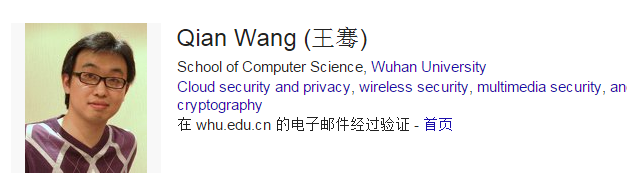 Qian Wang (王骞)
School of Computer Science, Wuhan University
Cloud security and privacy, wireless security, multimedia security, an
cryptography
在 whu.edu.cn 的电子邮件经过验证 - 首页